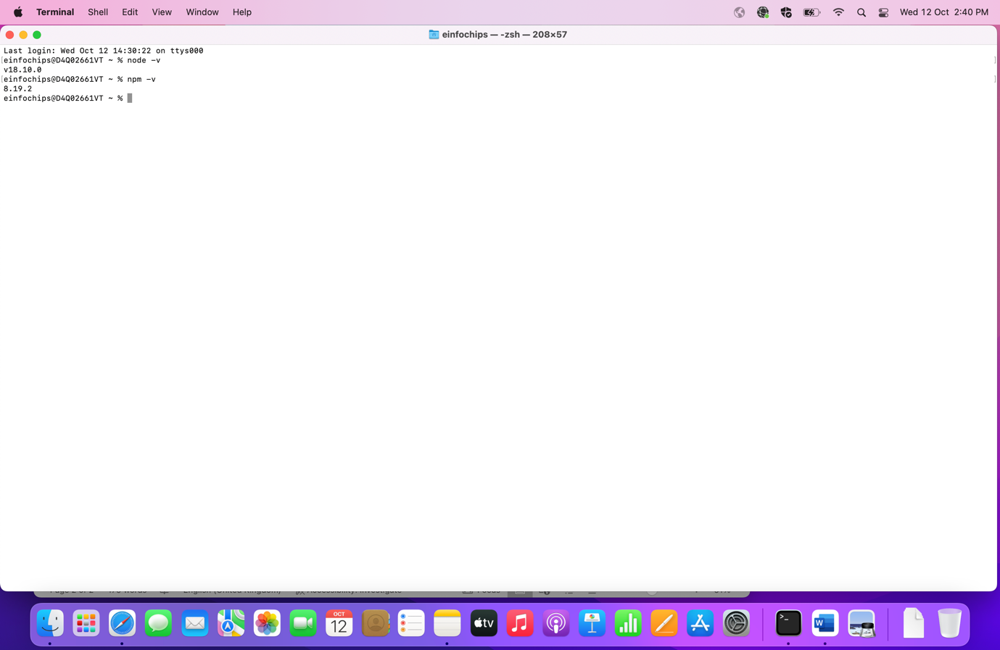 Terminal Shell Edit View Window Help Wed 12 Oct 2:40 PM
einfochips — -zsh — 208×57
Last login: Wed Oct 12 14:30:22 on ttys000
einfochips@D4Q02661VT ~ % node -v
v18.10.0
einfochips@D4Q02661VT ~ % npm -v
8.19.2
einfochips@D4Q02661VT ~ %
OCT
12
tv
>_
W